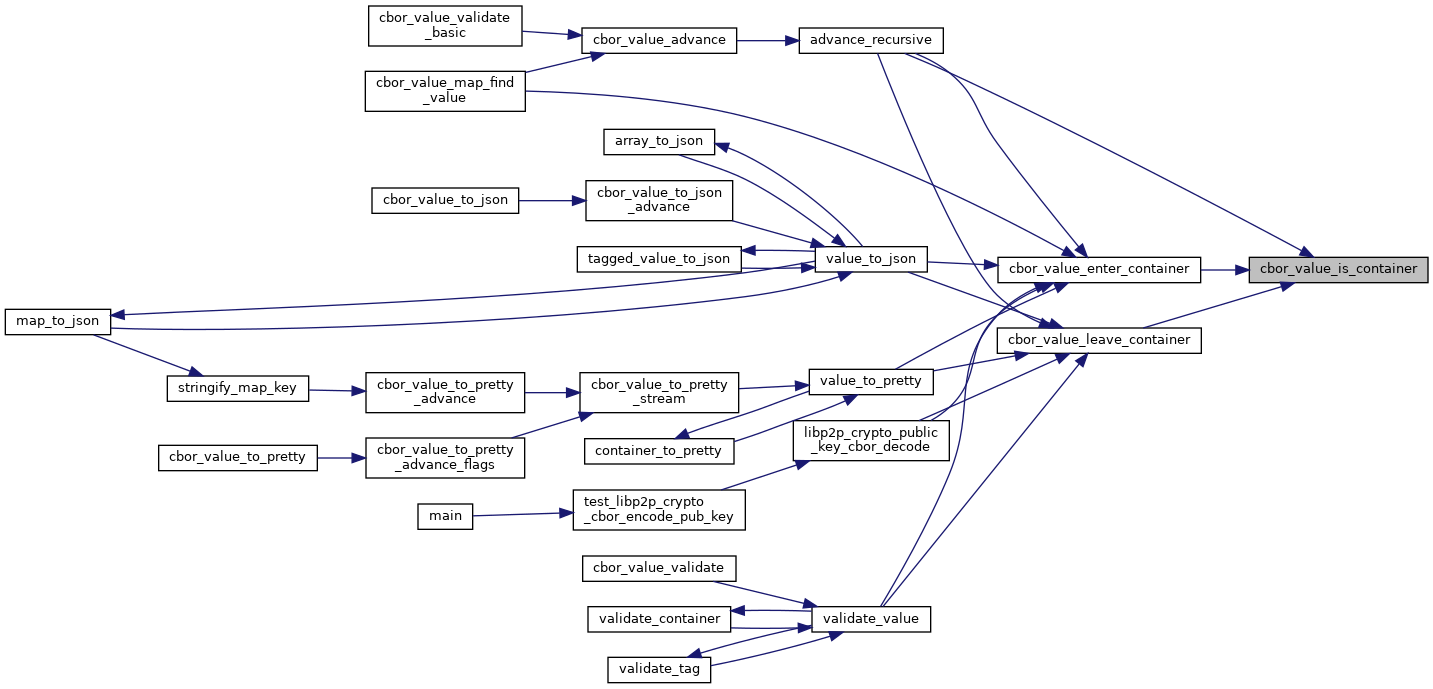 cbor_value_validate
_basic
cbor_value_advance
advance_recursive
cbor_value_map_find
_value
array_to_json
cbor_value_to_json
cbor_value_to_json
_advance
tagged_value_to_json
value_to_json
cbor_value_enter_container
cbor_value_is_container
map_to_json
cbor_value_leave_container
stringify_map_key
cbor_value_to_pretty
_advance
cbor_value_to_pretty
_stream
value_to_pretty
cbor_value_to_pretty
cbor_value_to_pretty
_advance_flags
container_to_pretty
libp2p_crypto_public
_key_cbor_decode
main
test_libp2p_crypto
_cbor_encode_pub_key
cbor_value_validate
validate_container
validate_value
validate_tag